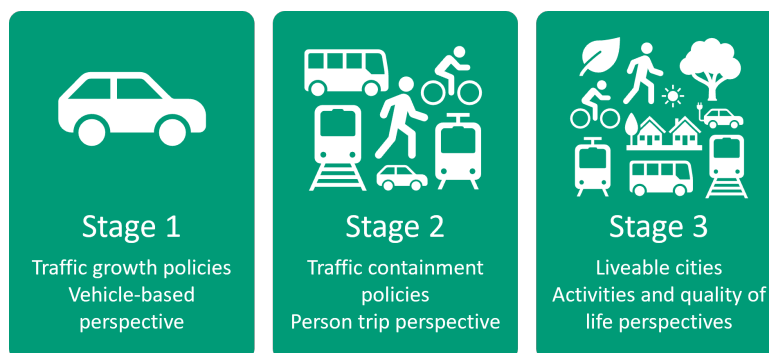 Stage 1
Traffic growth policies
Vehicle-based
perspective
Stage 2
Traffic containment
policies
Person trip perspective
Stage 3
Liveable cities
Activities and quality of
life perspectives